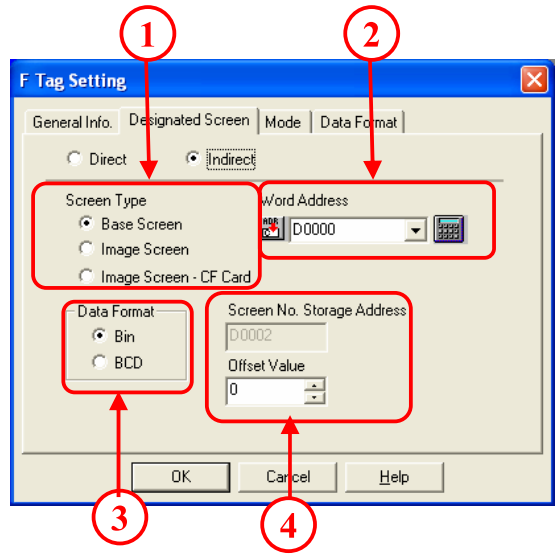 1 2
F Tag Setting
General Info. Designated Screen Mode Data Format
Direct Indirect
Screen Type Word Address
Base Screen D0000
Image Screen
Image Screen - CF Card
Data Format Screen No. Storage Address
Bin D0002
BCD Offset Value
0
OK Cancel Help
3 4